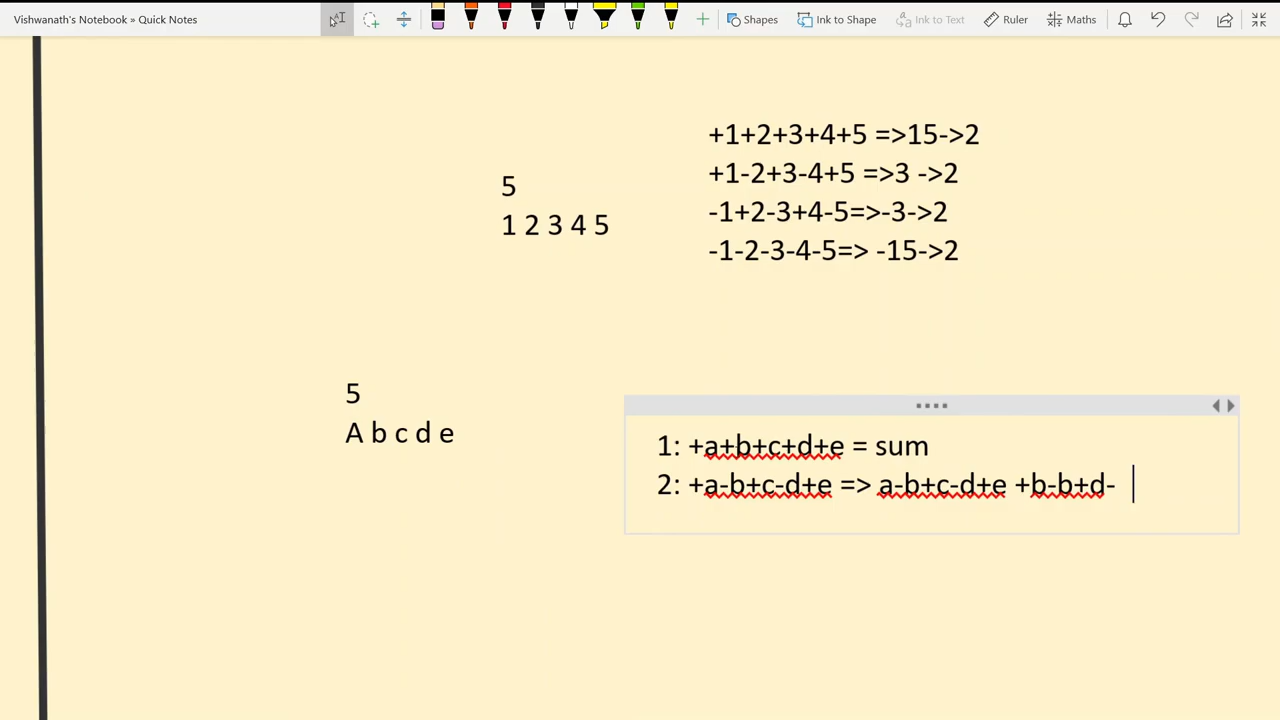 Vishwanath's Notebook » Quick Notes
Shapes
Ink to Shape
Ink to Text
Ruler
Maths
+1+2+3+4+5 =>15->2
+1-2+3-4+5 =>3 ->2
-1+2-3+4-5=>-3->2
-1-2-3-4-5=> -15->2
5
1 2 3 4 5
5
A b c d e
1: +a+b+c+d+e = sum
2: +a-b+c-d+e => a-b+c-d+e +b-b+d-